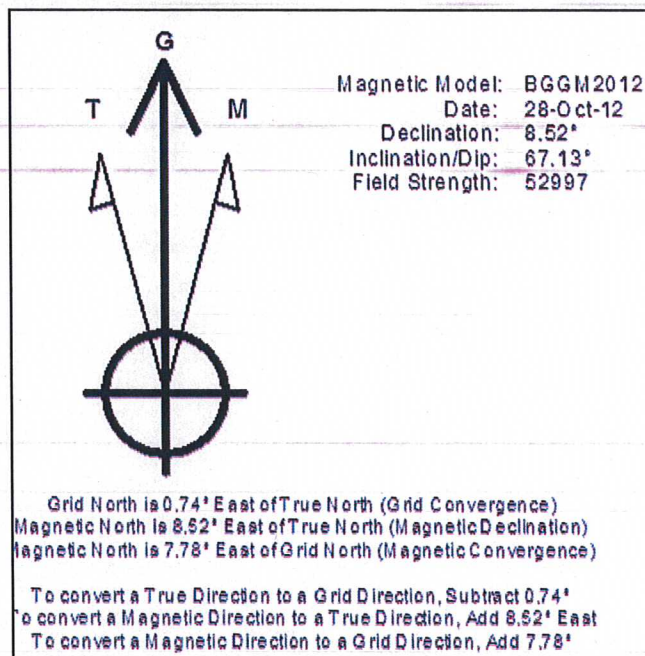 G
T M
Magnetic Model: BGGM2012
Date: 28-Oct-12
Declination: 8.52°
Inclination/Dip: 67.13°
Field Strength: 52997
Grid North is 0.74° East of True North (Grid Convergence)
Magnetic North is 8.52° East of True North (Magnetic Declination)
Magnetic North is 7.78° East of Grid North (Magnetic Convergence)
To convert a True Direction to a Grid Direction, Subtract 0.74°
To convert a Magnetic Direction to a True Direction, Add 8.52° East
To convert a Magnetic Direction to a Grid Direction, Add 7.78°